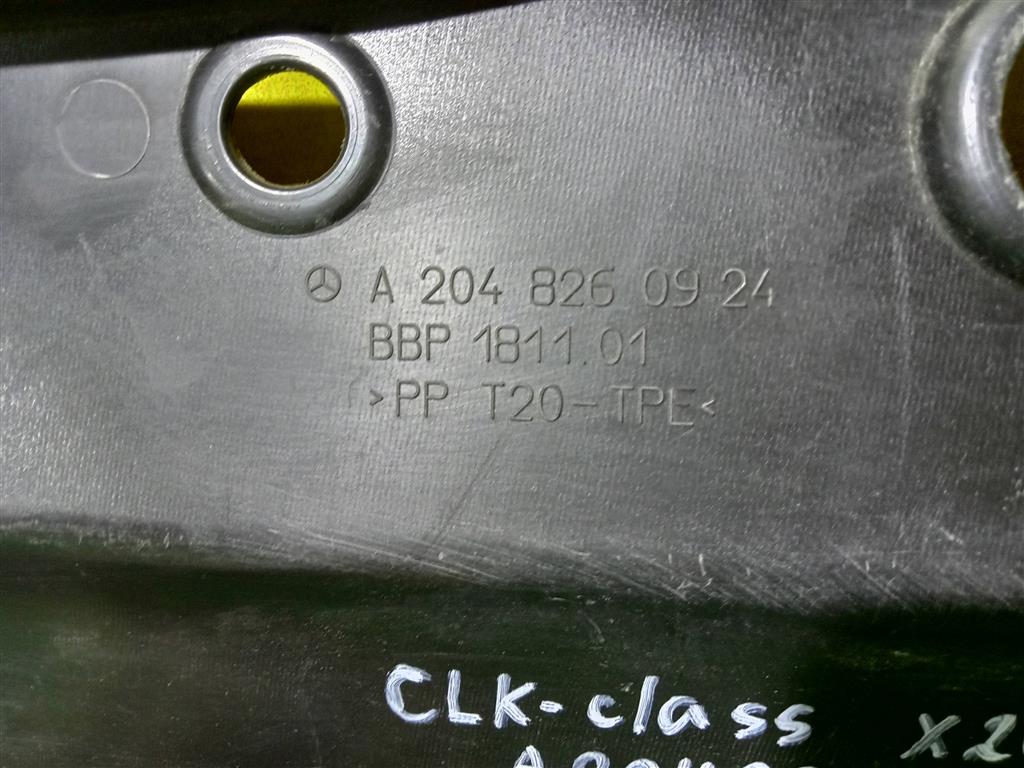 A 204 826 09 24
BBP 1811.01
>PP T20-TPE<
CLK-class